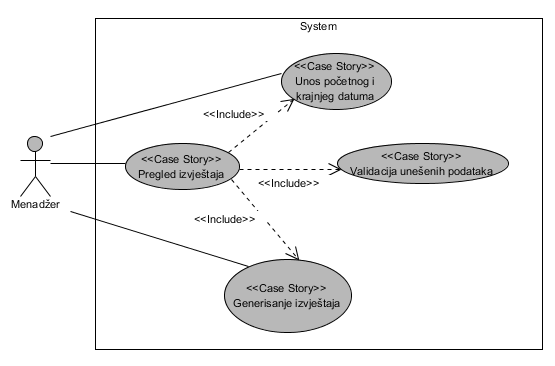 System
<<Case Story>>
Unos početnog i
krajnjeg datuma
<<Include>>
<<Case Story>>
Pregled izvještaja
<<Case Story>>
Validacija unešenih podataka
<<Include>>
Menadžer
<<Include>>
<<Case Story>>
Generisanje izvještaja